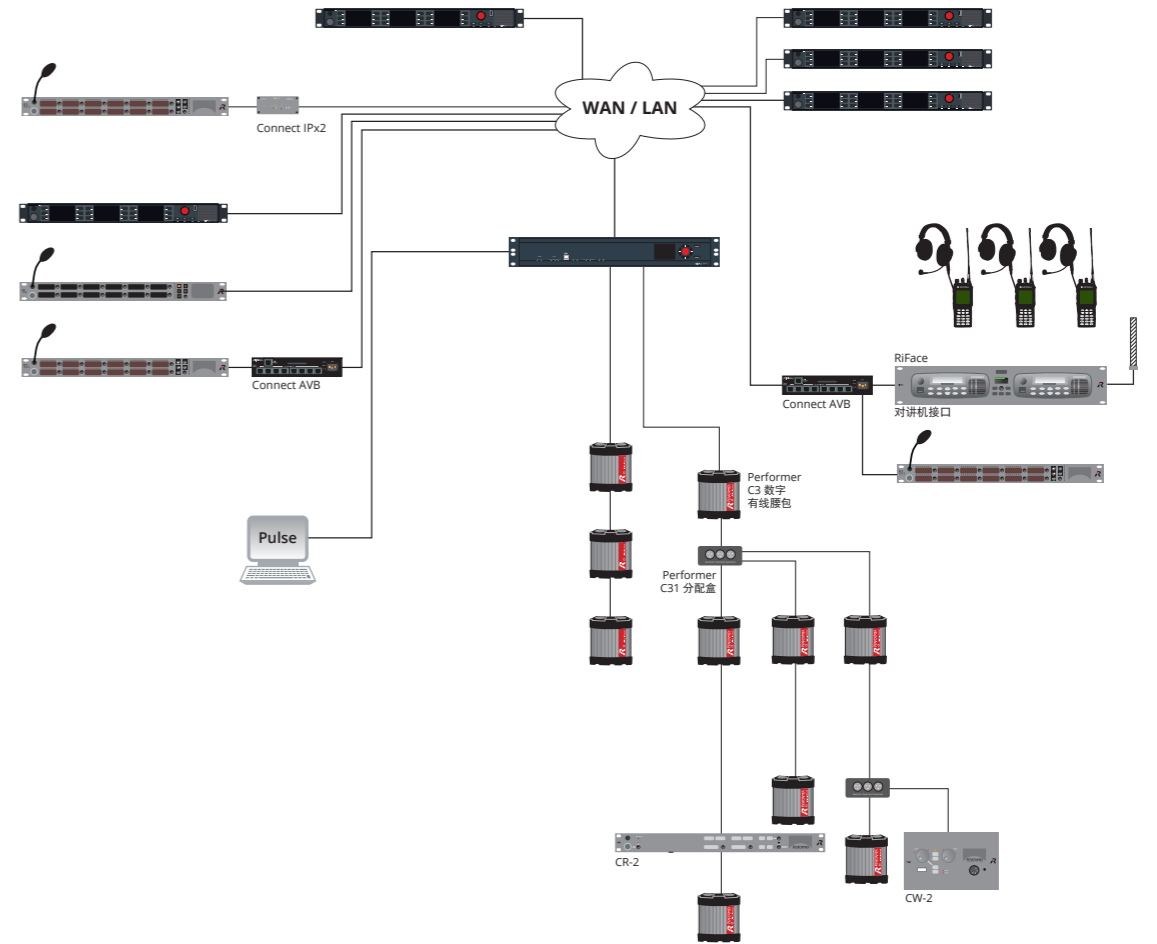 WAN / LAN
Connect IPx2
Connect AVB
RiFace
Connect AVB
对讲机接口
Performer
C3 数字
有线腰包
Pulse
Performer
C31 分配盒
CR-2
CW-2